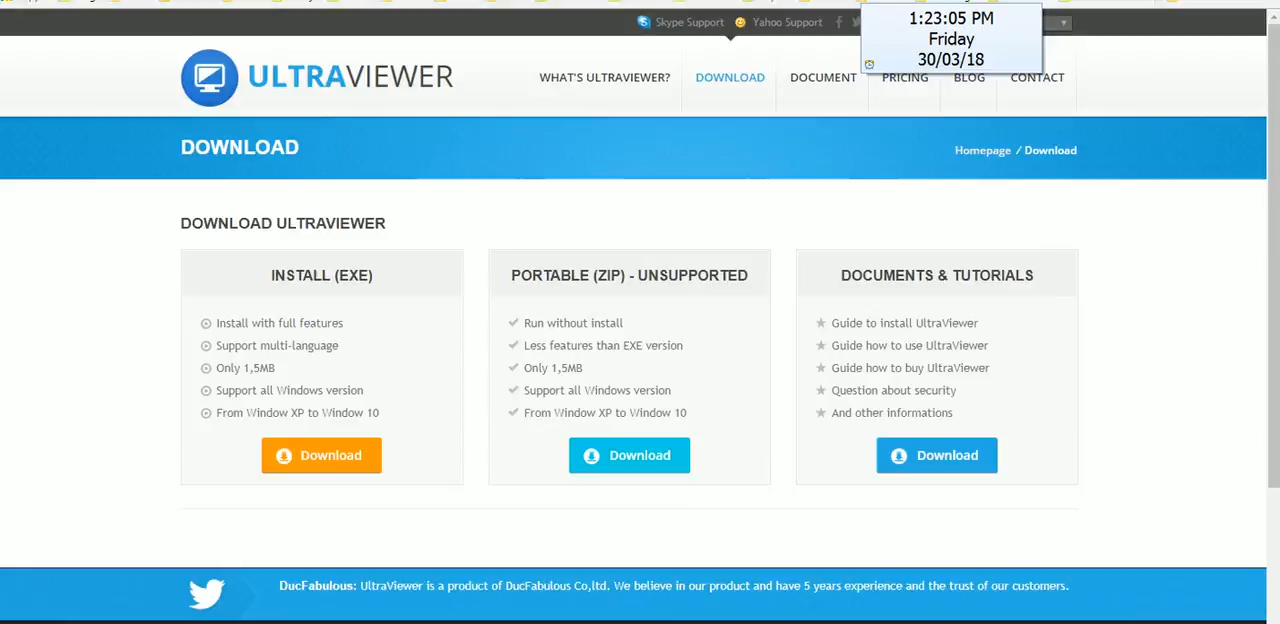 Skype Support Yahoo Support
1:23:05 PM
Friday
30/03/18
ULTRAVIEWER
WHAT'S ULTRAVIEWER? DOWNLOAD DOCUMENT PRICING BLOG CONTACT
DOWNLOAD
Homepage / Download
DOWNLOAD ULTRAVIEWER
INSTALL (EXE)
Install with full features
Support multi-language
Only 1,5MB
Support all Windows version
From Window XP to Window 10
Download
PORTABLE (ZIP) - UNSUPPORTED
Run without install
Less features than EXE version
Only 1,5MB
Support all Windows version
From Window XP to Window 10
Download
DOCUMENTS & TUTORIALS
Guide to install UltraViewer
Guide how to use UltraViewer
Guide how to buy UltraViewer
Question about security
And other informations
Download
DucFabulous: UltraViewer is a product of DucFabulous Co,ltd. We believe in our product and have 5 years experience and the trust of our customers.